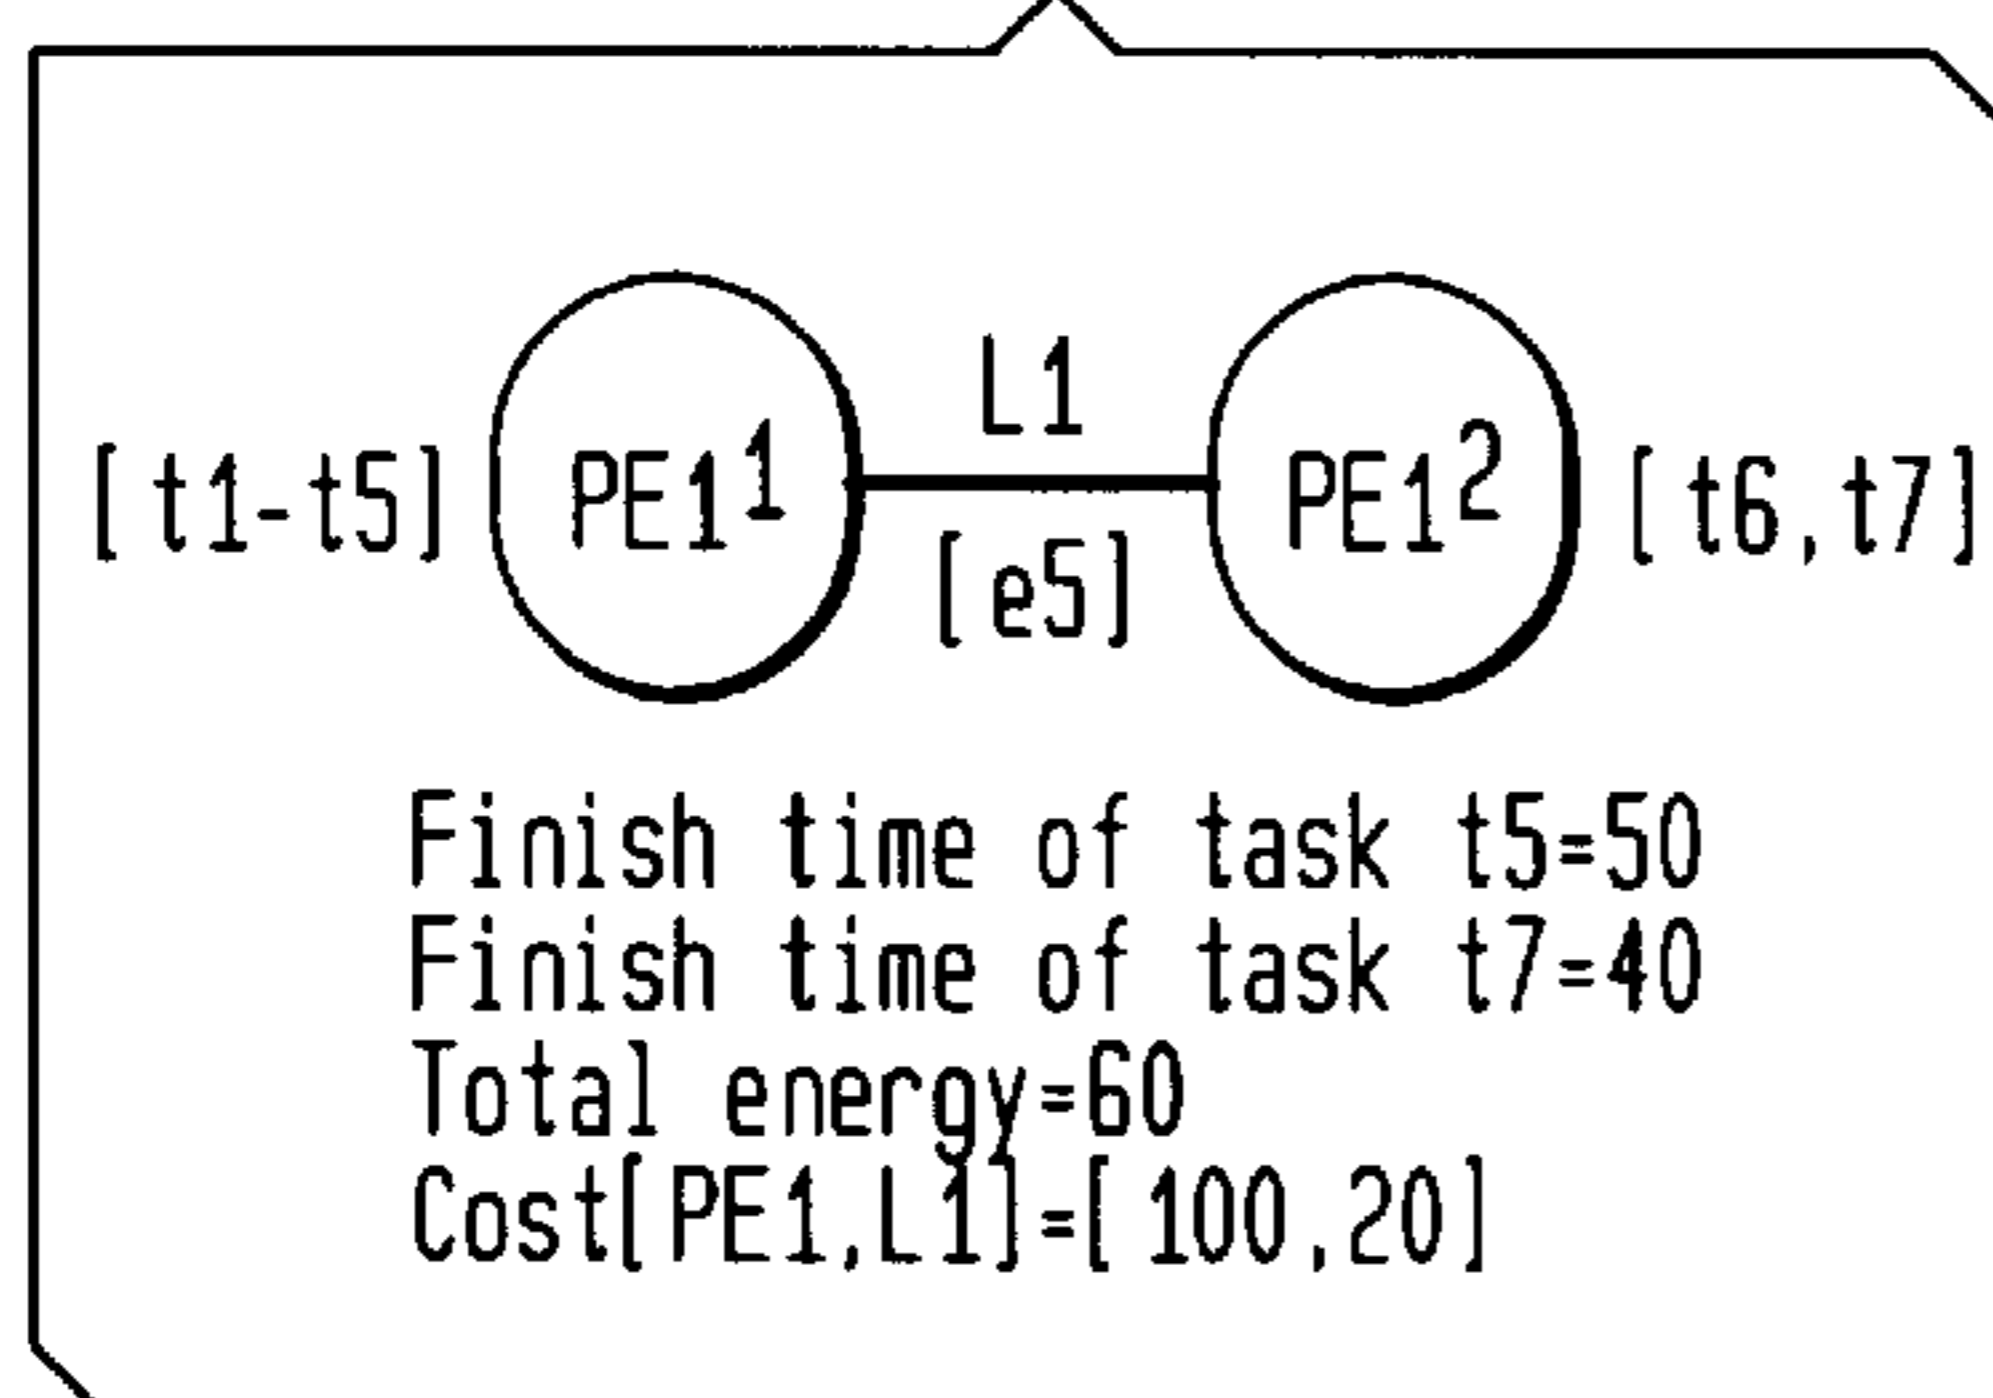 L1
[t1-t5] PE1¹ PE1² [t6,t7]
[e5]
Finish time of task t5=50
Finish time of task t7=40
Total energy=60
Cost[PE1,L1]=[100,20]